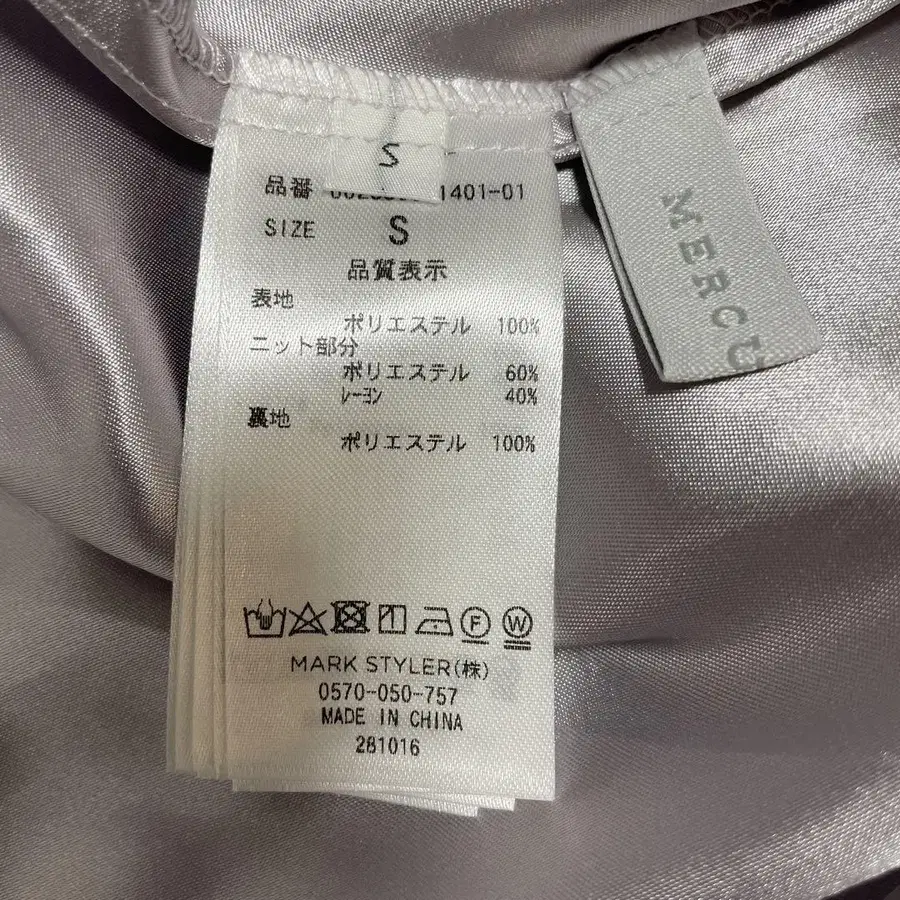 S
品番 1401-01
SIZE S
品質表示
表地
ポリエステル 100%
ニット部分
ポリエステル 60%
ﾚｰﾖﾝ 40%
裏地
ポリエステル 100%
F W
MARK STYLER(株)
0570-050-757
MADE IN CHINA
281016
MERCU